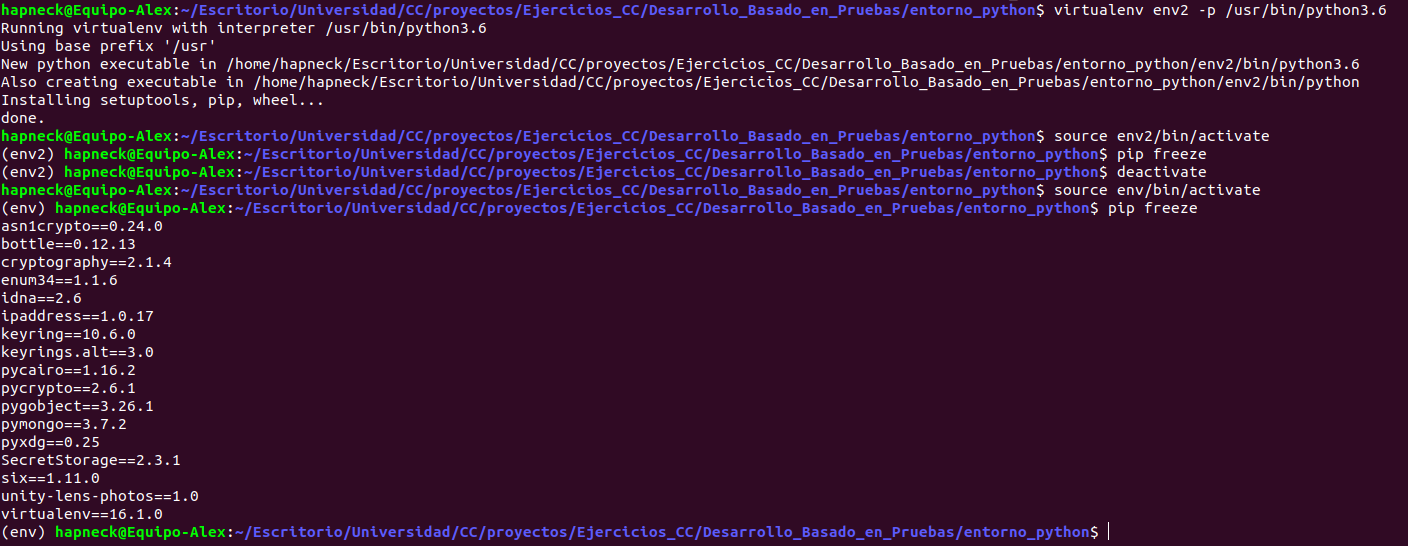 hapneck@Equipo-Alex:~/Escritorio/Universidad/CC/proyectos/Ejercicios_CC/Desarrollo_Basado_en_Pruebas/entorno_python$ virtualenv env2 -p /usr/bin/python3.6
Running virtualenv with interpreter /usr/bin/python3.6
Using base prefix '/usr'
New python executable in /home/hapneck/Escritorio/Universidad/CC/proyectos/Ejercicios_CC/Desarrollo_Basado_en_Pruebas/entorno_python/env2/bin/python3.6
Also creating executable in /home/hapneck/Escritorio/Universidad/CC/proyectos/Ejercicios_CC/Desarrollo_Basado_en_Pruebas/entorno_python/env2/bin/python
Installing setuptools, pip, wheel...
done.
hapneck@Equipo-Alex:~/Escritorio/Universidad/CC/proyectos/Ejercicios_CC/Desarrollo_Basado_en_Pruebas/entorno_python$ source env2/bin/activate
(env2) hapneck@Equipo-Alex:~/Escritorio/Universidad/CC/proyectos/Ejercicios_CC/Desarrollo_Basado_en_Pruebas/entorno_python$ pip freeze
(env2) hapneck@Equipo-Alex:~/Escritorio/Universidad/CC/proyectos/Ejercicios_CC/Desarrollo_Basado_en_Pruebas/entorno_python$ deactivate
hapneck@Equipo-Alex:~/Escritorio/Universidad/CC/proyectos/Ejercicios_CC/Desarrollo_Basado_en_Pruebas/entorno_python$ source env/bin/activate
(env) hapneck@Equipo-Alex:~/Escritorio/Universidad/CC/proyectos/Ejercicios_CC/Desarrollo_Basado_en_Pruebas/entorno_python$ pip freeze
asn1crypto==0.24.0
bottle==0.12.13
cryptography==2.1.4
enum34==1.1.6
idna==2.6
ipaddress==1.0.17
keyring==10.6.0
keyrings.alt==3.0
pycairo==1.16.2
pycrypto==2.6.1
pygobject==3.26.1
pymongo==3.7.2
pyxdg==0.25
SecretStorage==2.3.1
six==1.11.0
unity-lens-photos==1.0
virtualenv==16.1.0
(env) hapneck@Equipo-Alex:~/Escritorio/Universidad/CC/proyectos/Ejercicios_CC/Desarrollo_Basado_en_Pruebas/entorno_python$